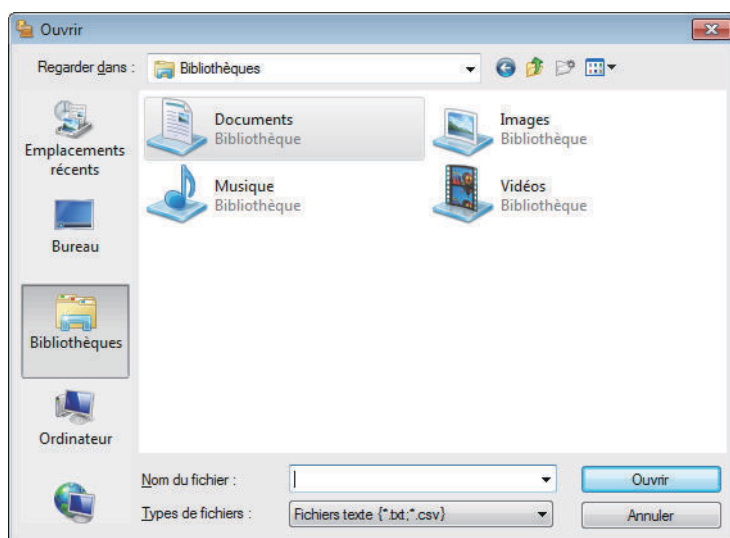 Ouvrir
Regarder dans :
Bibliothèques
Emplacements
récents
Bureau
Bibliothèques
Ordinateur
Documents
Bibliothèque
Images
Bibliothèque
Musique
Bibliothèque
Vidéos
Bibliothèque
Nom du fichier :
Ouvrir
Types de fichiers :
Fichiers texte {*.txt;*.csv}
Annuler